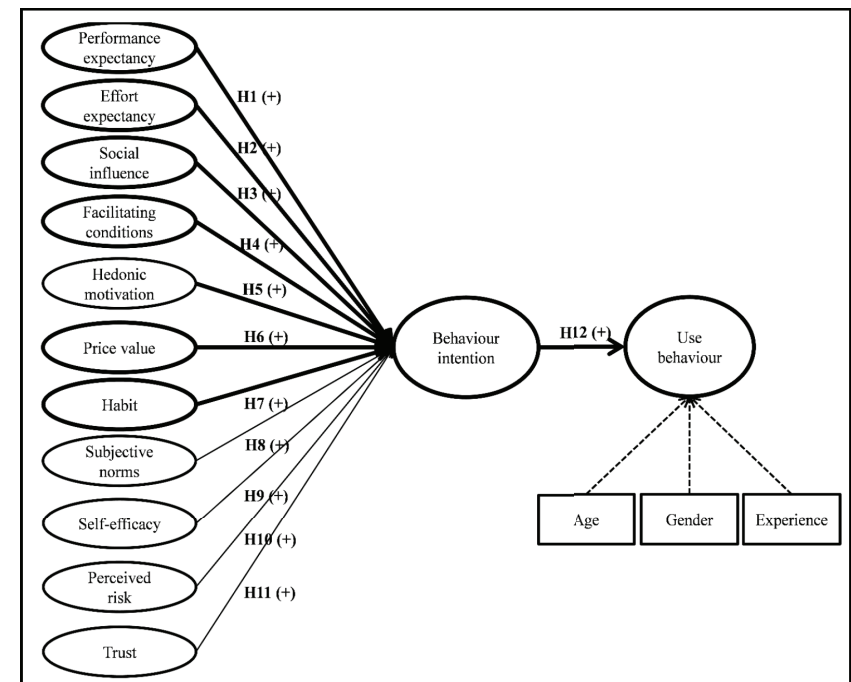 Performance
expectancy
H1 (+)
Effort
expectancy
H2 (+)
Social
influence
H3 (+)
Facilitating
conditions
H4 (+)
Hedonic
motivation
H5 (+)
Price value
H6 (+)
Habit
H7 (+)
Subjective
norms
H8 (+)
Self-efficacy
H9 (+)
Perceived
risk
H10 (+)
Trust
H11 (+)
Behaviour
intention
H12 (+)
Use
behaviour
Age
Gender
Experience